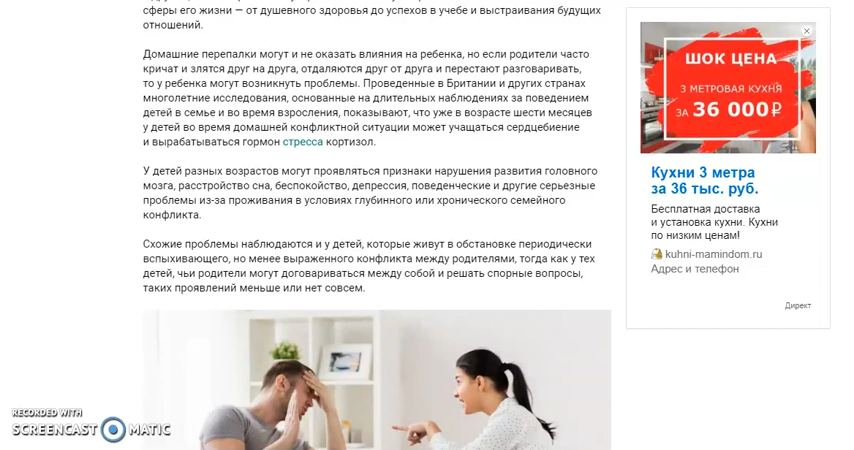 сферы его жизни — от душевного здоровья до успехов в учебе и выстраивания будущих
отношений.
Домашние перепалки могут и не оказать влияния на ребенка, но если родители часто
кричат и злятся друг на друга, отдаляются друг от друга и перестают разговаривать,
то у ребенка могут возникнуть проблемы. Проведенные в Британии и других странах
многолетние исследования, основанные на длительных наблюдениях за поведением
детей в семье и во время взросления, показывают, что уже в возрасте шести месяцев
у детей во время домашней конфликтной ситуации может учащаться сердцебиение
и вырабатываться гормон стресса кортизол.
У детей разных возрастов могут проявляться признаки нарушения развития головного
мозга, расстройство сна, беспокойство, депрессия, поведенческие и другие серьезные
проблемы из-за проживания в условиях глубинного или хронического семейного
конфликта.
Схожие проблемы наблюдаются и у детей, которые живут в обстановке периодически
вспыхивающего, но менее выраженного конфликта между родителями, тогда как у тех
детей, чьи родители могут договариваться между собой и решать спорные вопросы,
таких проявлений меньше или нет совсем.
ШОК ЦЕНА
3 МЕТРОВАЯ КУХНЯ
ЗА 36 000₽
Кухни 3 метра
за 36 тыс. руб.
Бесплатная доставка
и установка кухни. Кухни
по низким ценам!
kuhni-mamindom.ru
Адрес и телефон
Директ
RECORDED WITH
SCREENCAST MATIC